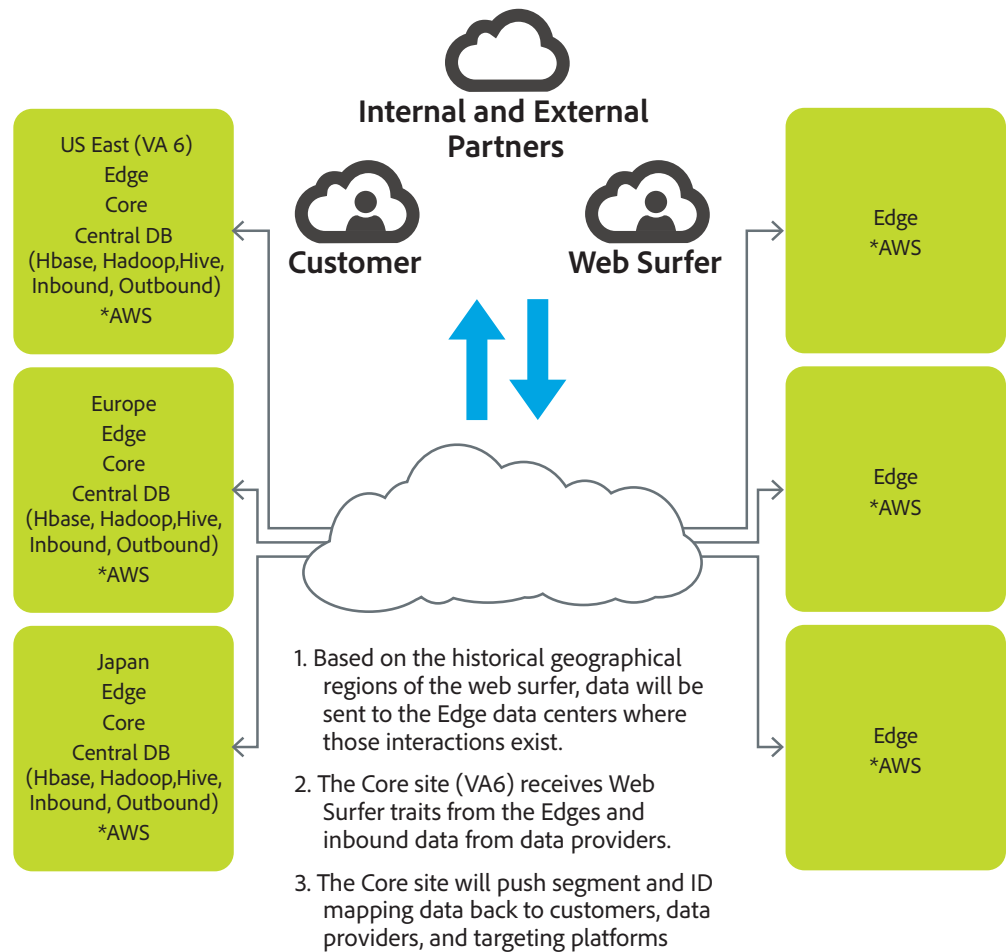 Internal and External
Partners
Customer
Web Surfer
US East (VA 6)
Edge
Core
Central DB
(Hbase, Hadoop,Hive,
Inbound, Outbound)
*AWS
Europe
Edge
Core
Central DB
(Hbase, Hadoop,Hive,
Inbound, Outbound)
*AWS
Japan
Edge
Core
Central DB
(Hbase, Hadoop,Hive,
Inbound, Outbound)
*AWS
Edge
*AWS
Edge
*AWS
Edge
*AWS
1. Based on the historical geographical
regions of the web surfer, data will be
sent to the Edge data centers where
those interactions exist.
2. The Core site (VA6) receives Web
Surfer traits from the Edges and
inbound data from data providers.
3. The Core site will push segment and ID
mapping data back to customers, data
providers, and targeting platforms